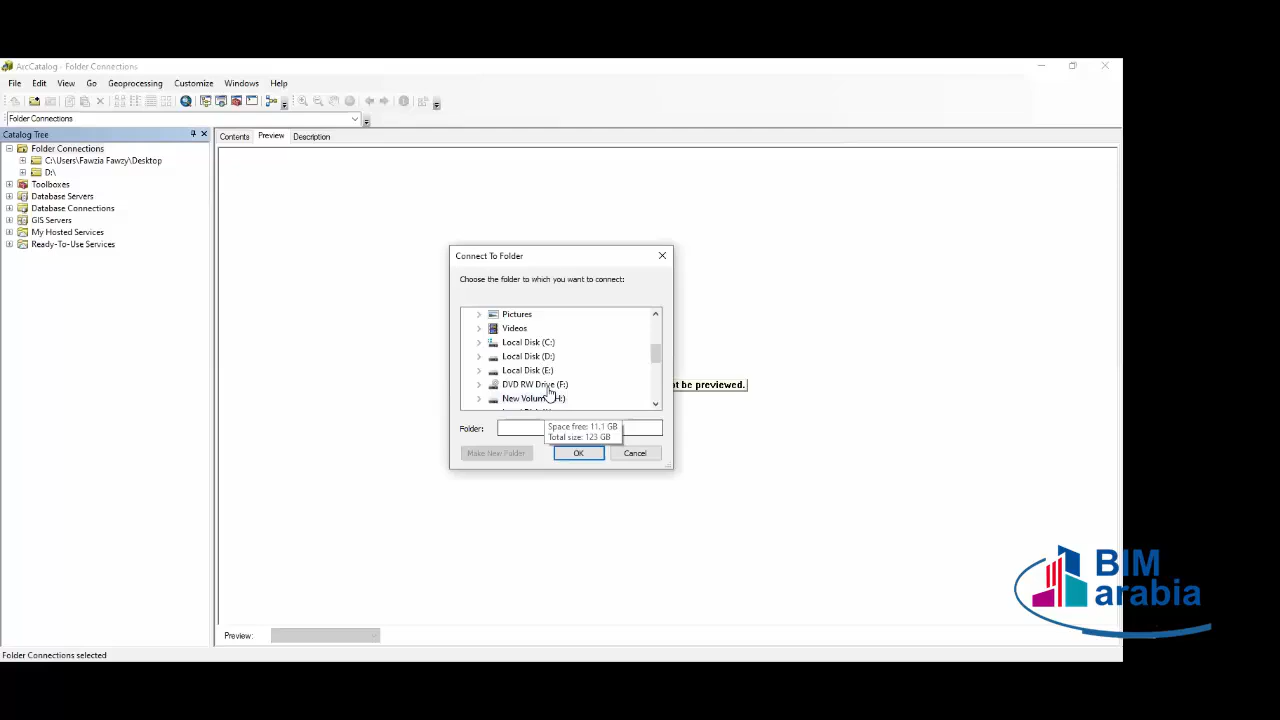 ArcCatalog - Folder Connections
File Edit View Go Geoprocessing Customize Windows Help
Folder Connections
Catalog Tree
Contents Preview Description
Folder Connections
C:\Users\Fawzia Fawzy\Desktop
D:\
Toolboxes
Database Servers
Database Connections
GIS Servers
My Hosted Services
Ready-To-Use Services
Connect To Folder
Choose the folder to which you want to connect:
Pictures
Videos
Local Disk (C:)
Local Disk (D:)
Local Disk (E:)
DVD RW Drive (F:)
New Volume (H:)
ot be previewed.
Folder:
Space free: 11.1 GB
Total size: 123 GB
Make New Folder OK Cancel
BIM
arabia
Preview:
Folder Connections selected